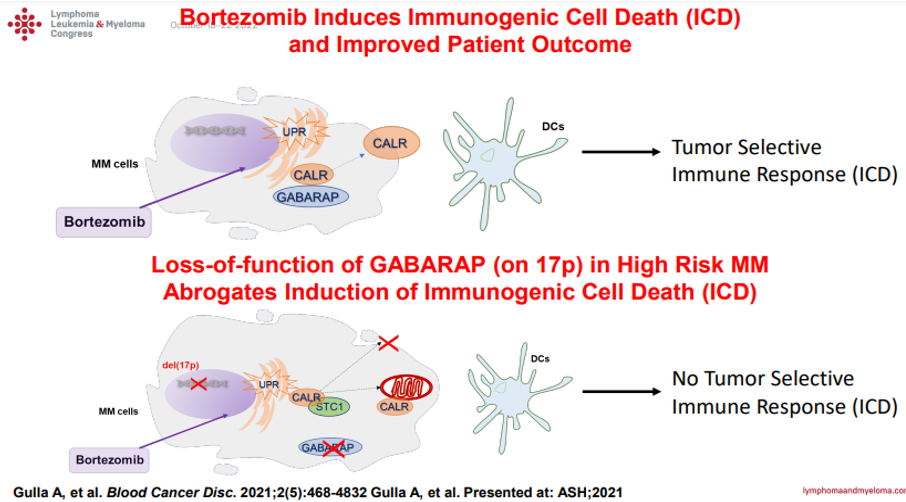 Lymphoma
Leukemia & Myeloma
Congress
Bortezomib Induces Immunogenic Cell Death (ICD)
and Improved Patient Outcome
UPR
CALR
DCs
MM cells
CALR
GABARAP
Tumor Selective
Immune Response (ICD)
Bortezomib
Loss-of-function of GABARAP (on 17p) in High Risk MM
Abrogates Induction of Immunogenic Cell Death (ICD)
del(17p)
UPR
DCs
CALR
STC1
CALR
MM cells
GABARAP
No Tumor Selective
Immune Response (ICD)
Bortezomib
Gulla A, et al. Blood Cancer Disc. 2021;2(5):468-4832 Gulla A, et al. Presented at: ASH;2021
lymphomaandmyeloma.com